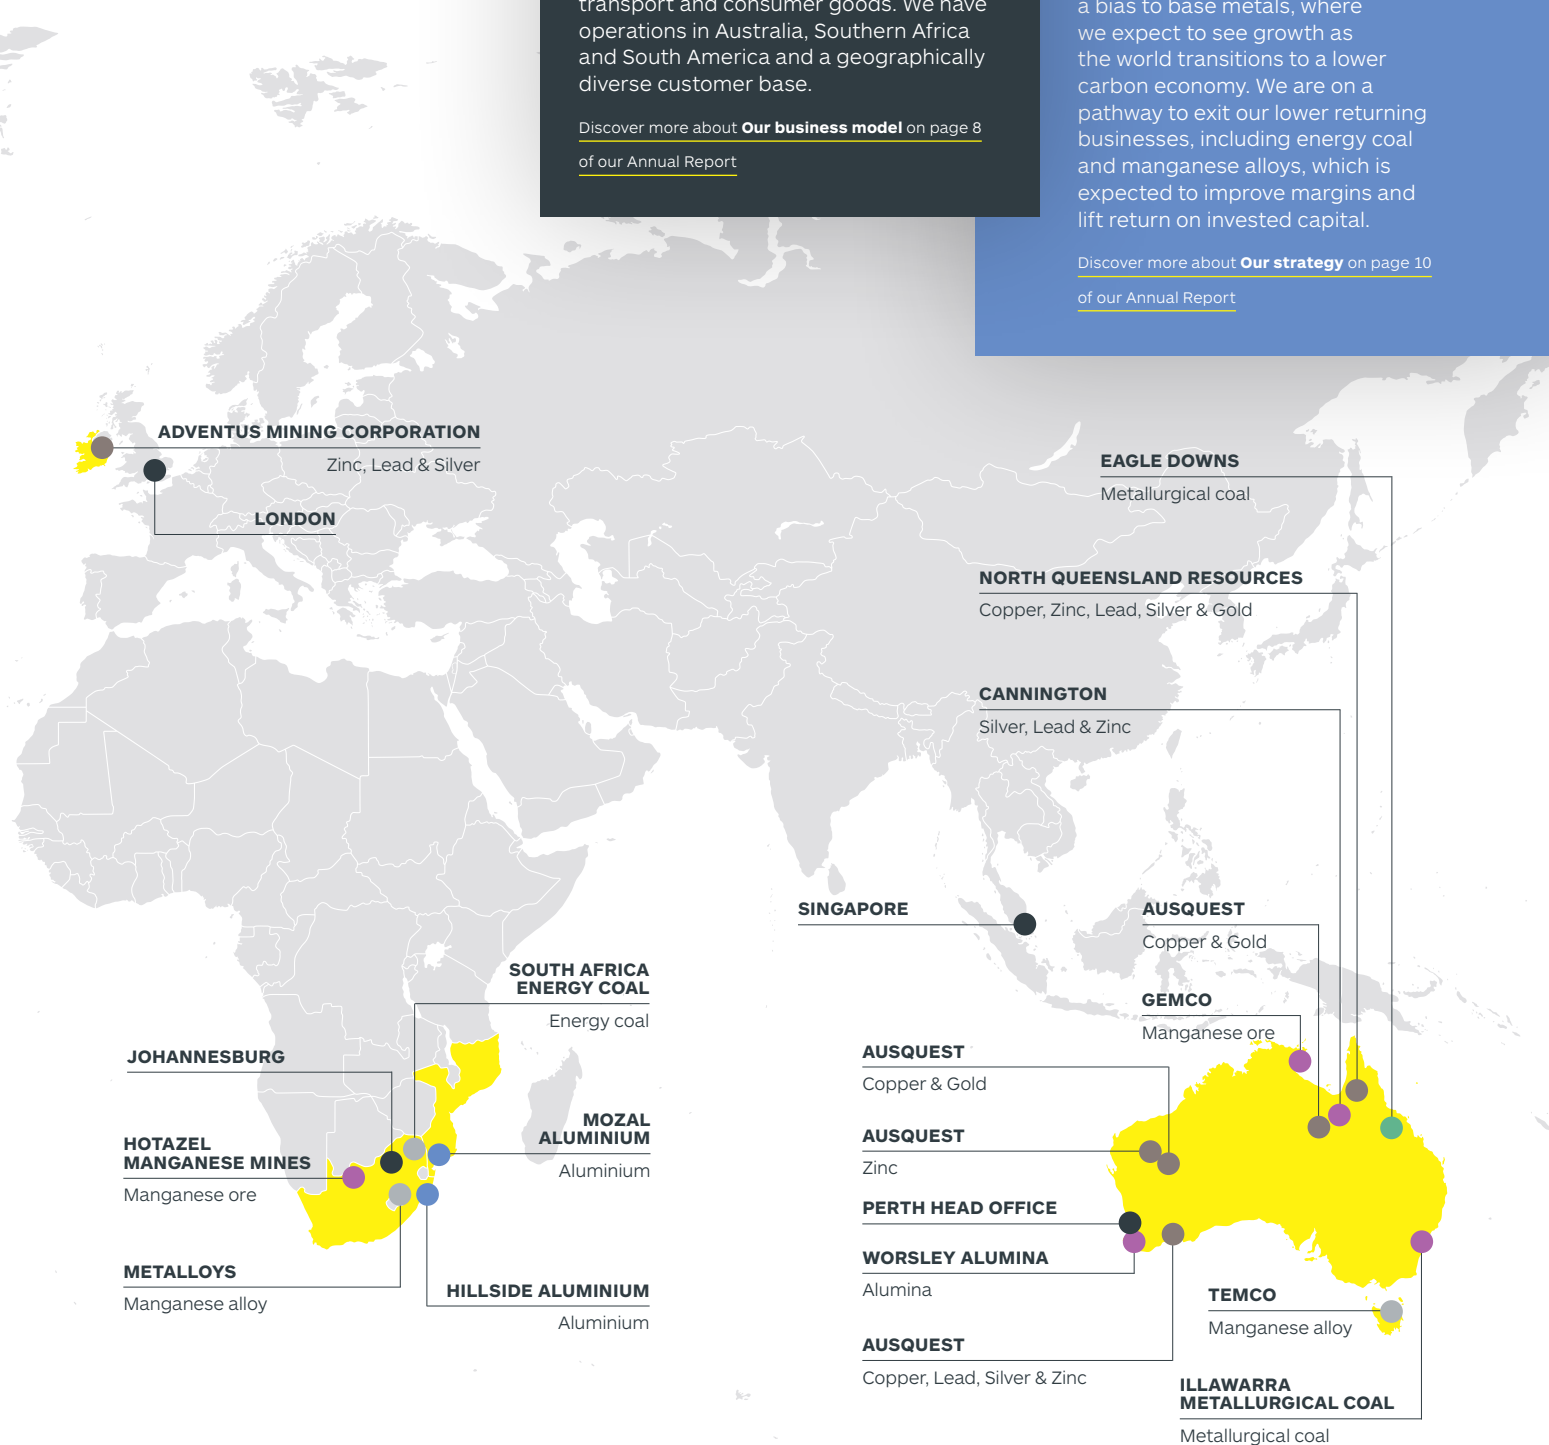 transport and consumer goods. We have
operations in Australia, Southern Africa
and South America and a geographically
diverse customer base.
Discover more about Our business model on page 8
of our Annual Report
a bias to base metals, where
we expect to see growth as
the world transitions to a lower
carbon economy. We are on a
pathway to exit our lower returning
businesses, including energy coal
and manganese alloys, which is
expected to improve margins and
lift return on invested capital.
Discover more about Our strategy on page 10
of our Annual Report
ADVENTUS MINING CORPORATION
Zinc, Lead & Silver
LONDON
EAGLE DOWNS
Metallurgical coal
NORTH QUEENSLAND RESOURCES
Copper, Zinc, Lead, Silver & Gold
CANNINGTON
Silver, Lead & Zinc
SINGAPORE
AUSQUEST
Copper & Gold
GEMCO
Manganese ore
SOUTH AFRICA
ENERGY COAL
Energy coal
JOHANNESBURG
MOZAL
ALUMINIUM
Aluminium
HOTAZEL
MANGANESE MINES
Manganese ore
METALLOYS
Manganese alloy
HILLSIDE ALUMINIUM
Aluminium
AUSQUEST
Copper & Gold
AUSQUEST
Zinc
PERTH HEAD OFFICE
WORSLEY ALUMINA
Alumina
AUSQUEST
Copper, Lead, Silver & Zinc
TEMCO
Manganese alloy
ILLAWARRA
METALLURGICAL COAL
Metallurgical coal